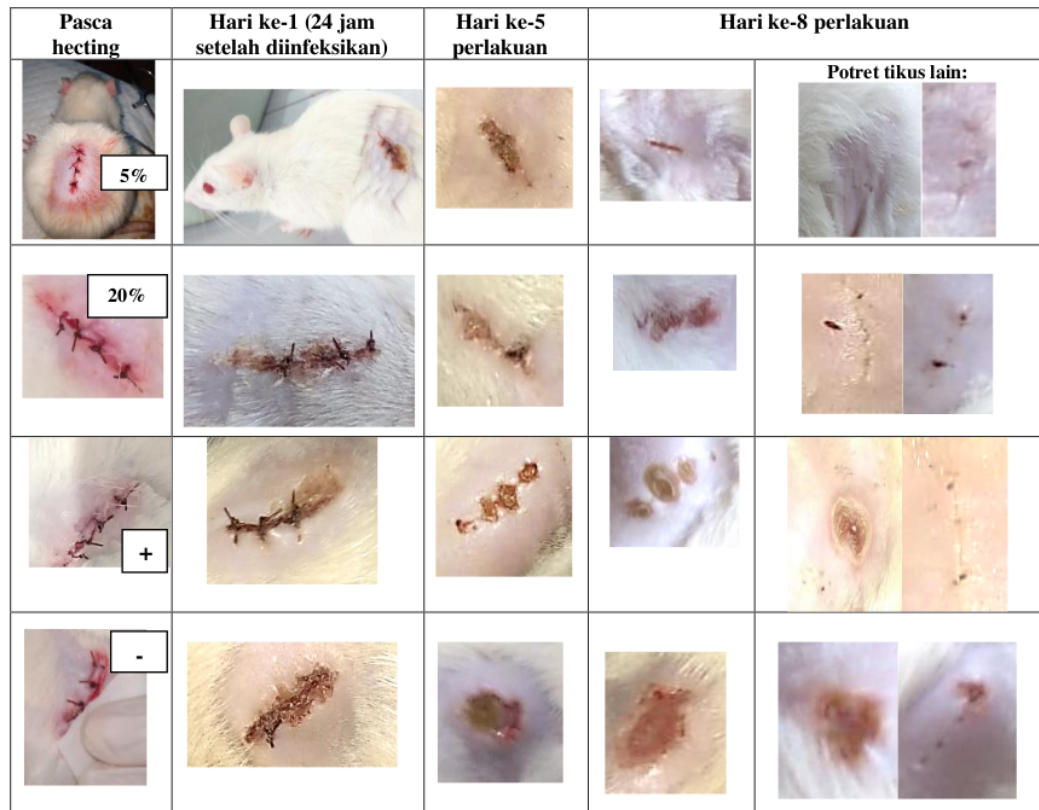 Pasca
hecting
Hari ke-1 (24 jam
setelah diinfeksikan)
Hari ke-5
perlakuan
Hari ke-8 perlakuan
Potret tikus lain:
5%
20%
+
-